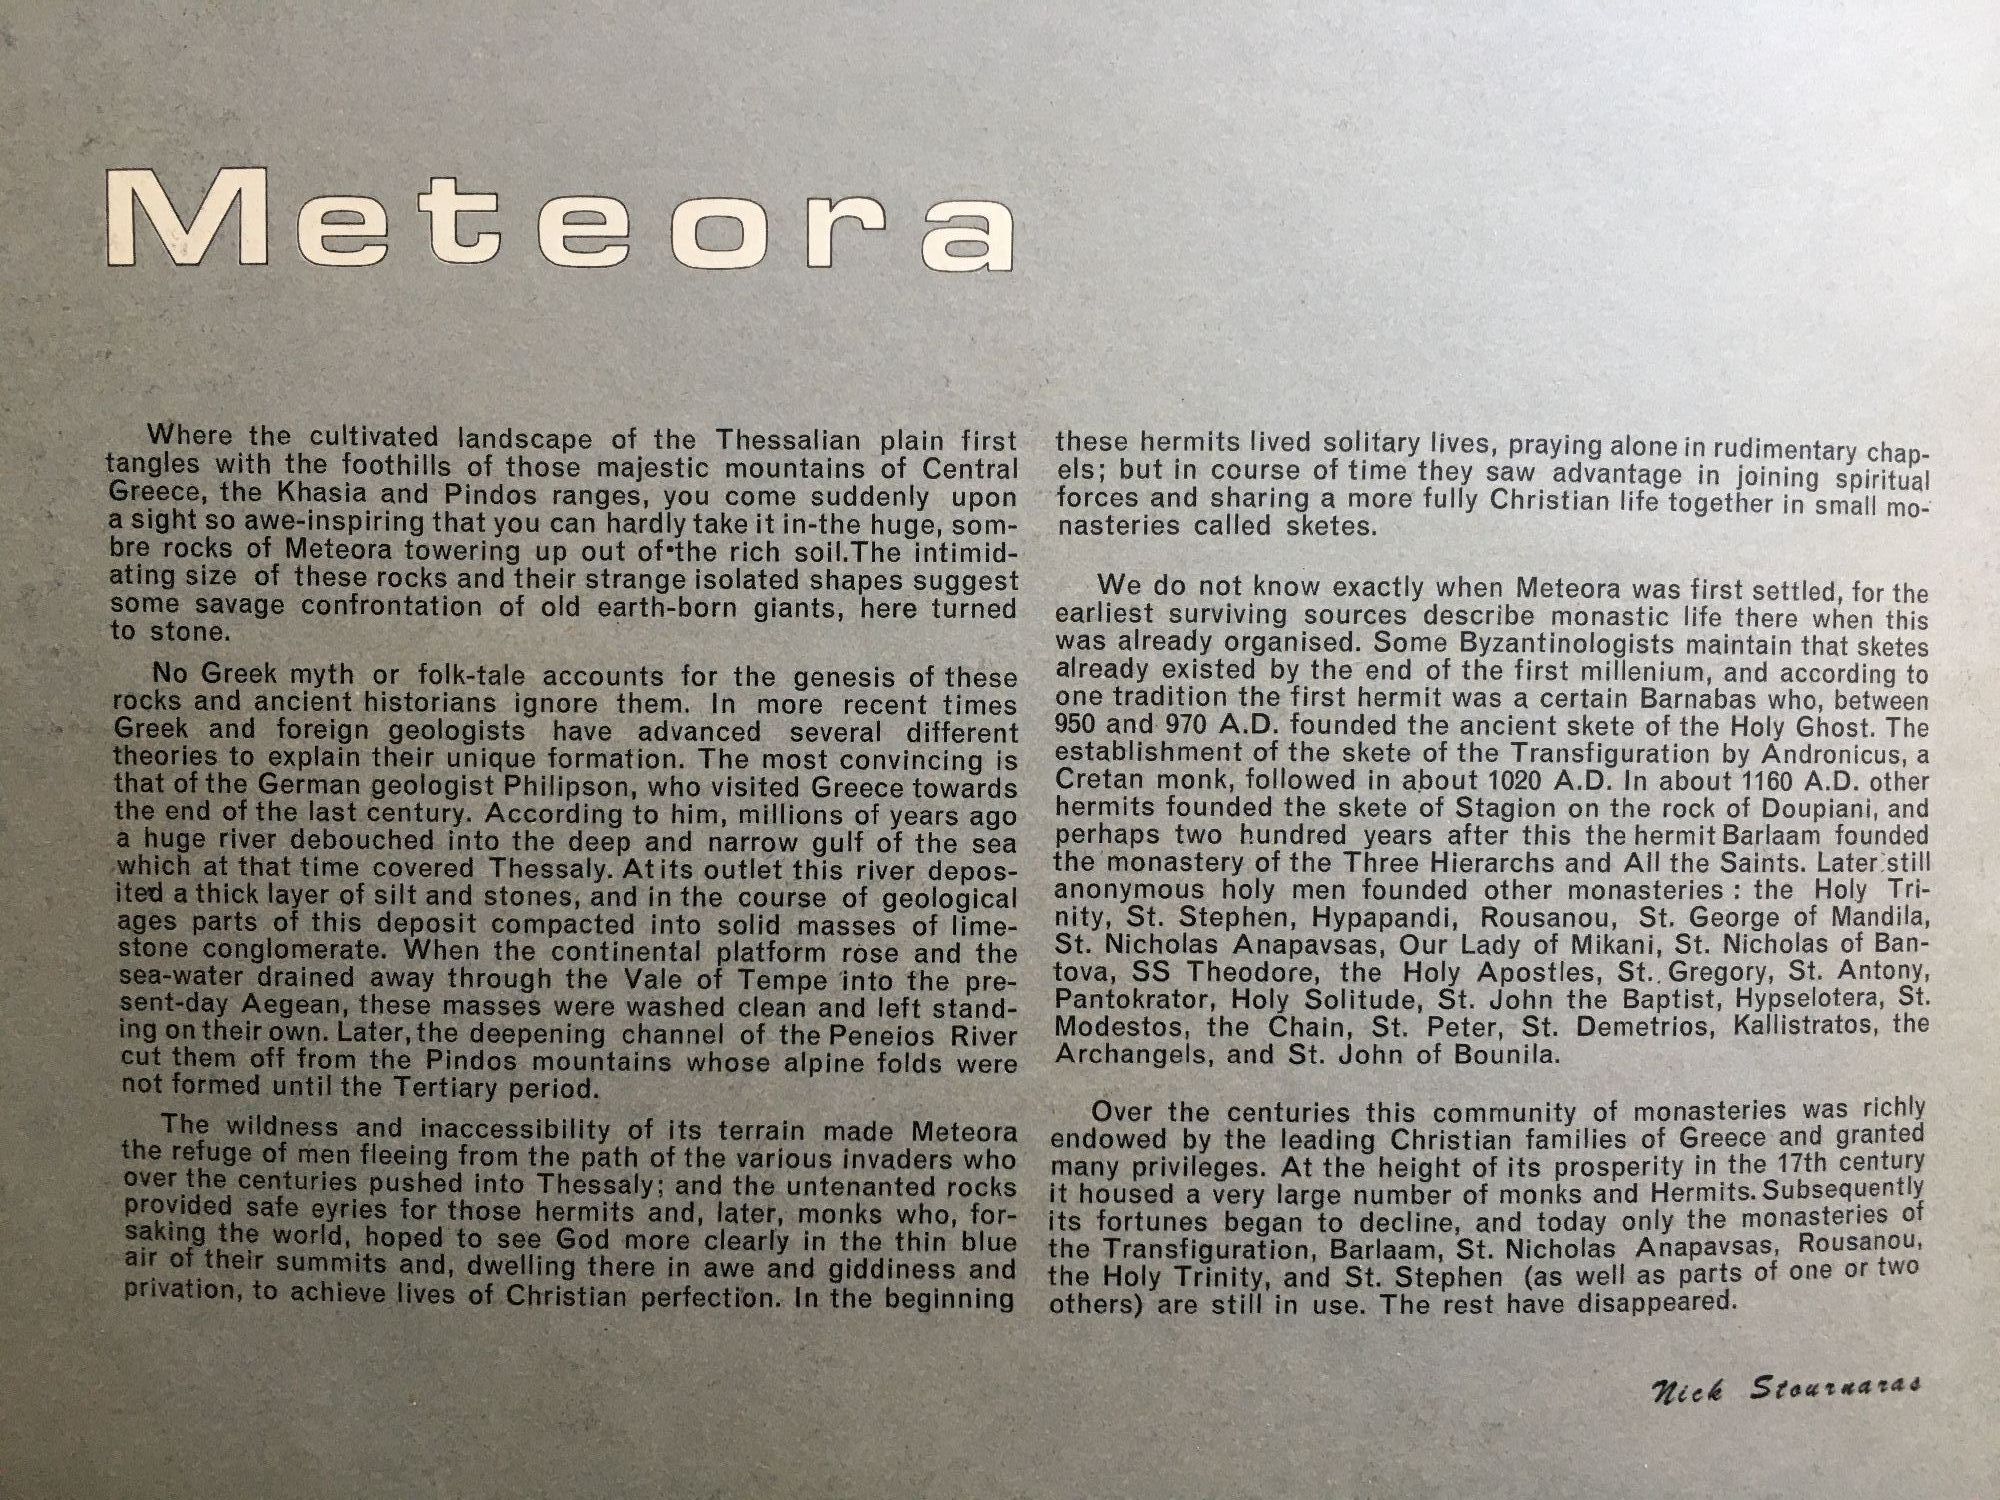 Meteora
Where the cultivated landscape of the Thessalian plain first
tangles with the foothills of those majestic mountains of Central
Greece, the Khasia and Pindos ranges, you come suddenly upon
a sight so awe-inspiring that you can hardly take it in-the huge, som-
bre rocks of Meteora towering up out of the rich soil. The intimid-
ating size of these rocks and their strange isolated shapes suggest
some savage confrontation of old earth-born giants, here turned
to stone.
No Greek myth or folk-tale accounts for the genesis of these
rocks and ancient historians ignore them. In more recent times
Greek and foreign geologists have advanced several different
theories to explain their unique formation. The most convincing is
that of the German geologist Philipson, who visited Greece towards
the end of the last century. According to him, millions of years ago
a huge river debouched into the deep and narrow gulf of the sea
which at that time covered Thessaly. At its outlet this river depos-
ited a thick layer of silt and stones, and in the course of geological
ages parts of this deposit compacted into solid masses of lime-
stone conglomerate. When the continental platform rose and the
sea-water drained away through the Vale of Tempe into the pre-
sent-day Aegean, these masses were washed clean and left stand-
ing on their own. Later, the deepening channel of the Peneios River
cut them off from the Pindos mountains whose alpine folds were
not formed until the Tertiary period.
The wildness and inaccessibility of its terrain made Meteora
the refuge of men fleeing from the path of the various invaders who
over the centuries pushed into Thessaly; and the untenanted rocks
provided safe eyries for those hermits and, later, monks who, for-
saking the world, hoped to see God more clearly in the thin blue
air of their summits and, dwelling there in awe and giddiness and
privation, to achieve lives of Christian perfection. In the beginning
these hermits lived solitary lives, praying alone in rudimentary chap-
els; but in course of time they saw advantage in joining spiritual
forces and sharing a more fully Christian life together in small mo-
nasteries called sketes.
We do not know exactly when Meteora was first settled, for the
earliest surviving sources describe monastic life there when this
was already organised. Some Byzantinologists maintain that sketes
already existed by the end of the first millenium, and according to
one tradition the first hermit was a certain Barnabas who, between
950 and 970 A.D. founded the ancient skete of the Holy Ghost. The
establishment of the skete of the Transfiguration by Andronicus, a
Cretan monk, followed in about 1020 A.D. In about 1160 A.D. other
hermits founded the skete of Stagion on the rock of Doupiani, and
perhaps two hundred years after this the hermit Barlaam founded
the monastery of the Three Hierarchs and All the Saints. Later still
anonymous holy men founded other monasteries : the Holy Tri-
nity, St. Stephen, Hypapandi, Rousanou, St. George of Mandila,
St. Nicholas Anapavsas, Our Lady of Mikani, St. Nicholas of Ban-
tova, SS Theodore, the Holy Apostles, St. Gregory, St. Antony,
Pantokrator, Holy Solitude, St. John the Baptist, Hypselotera, St.
Modestos, the Chain, St. Peter, St. Demetrios, Kallistratos, the
Archangels, and St. John of Bounila.
Over the centuries this community of monasteries was richly
endowed by the leading Christian families of Greece and granted
many privileges. At the height of its prosperity in the 17th century
it housed a very large number of monks and Hermits. Subsequently
its fortunes began to decline, and today only the monasteries of
the Transfiguration, Barlaam, St. Nicholas Anapavsas, Rousanou,
the Holy Trinity, and St. Stephen (as well as parts of one or two
others) are still in use. The rest have disappeared.
Nick Stournaras